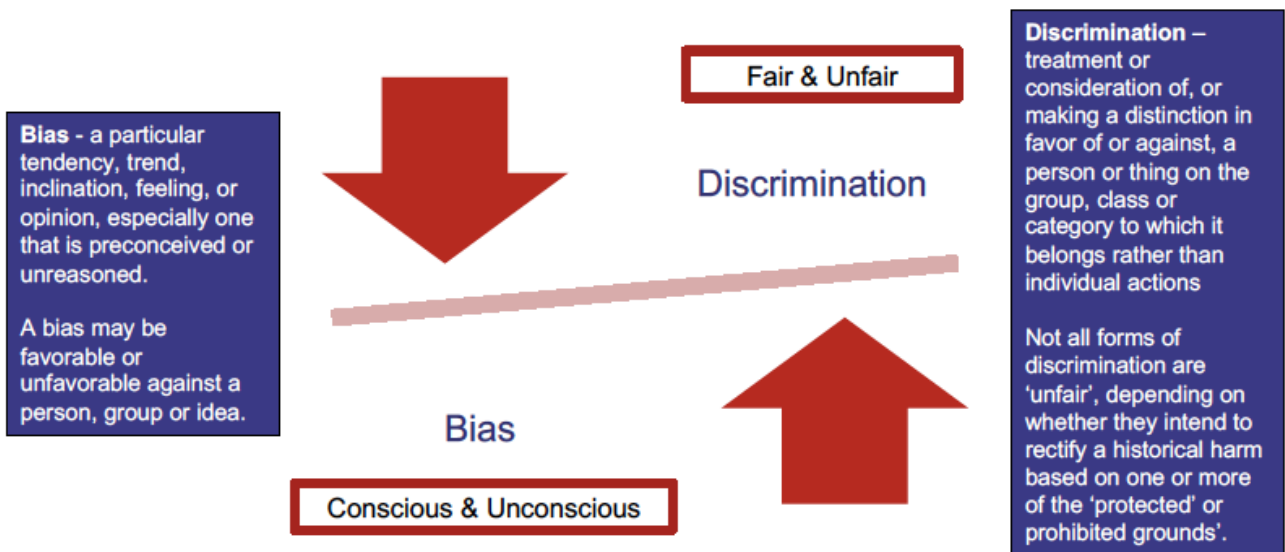 Bias - a particular
tendency, trend,
inclination, feeling, or
opinion, especially one
that is preconceived or
unreasoned.
A bias may be
favorable or
unfavorable against a
person, group or idea.
Fair & Unfair
Discrimination
Bias
Conscious & Unconscious
Discrimination –
treatment or
consideration of, or
making a distinction in
favor of or against, a
person or thing on the
group, class or
category to which it
belongs rather than
individual actions
Not all forms of
discrimination are
‘unfair’, depending on
whether they intend to
rectify a historical harm
based on one or more
of the ‘protected’ or
prohibited grounds’.